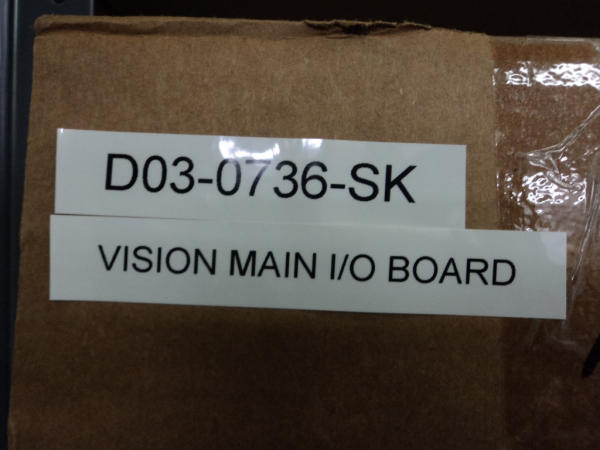 D03-0736-SK
VISION MAIN I/O BOARD